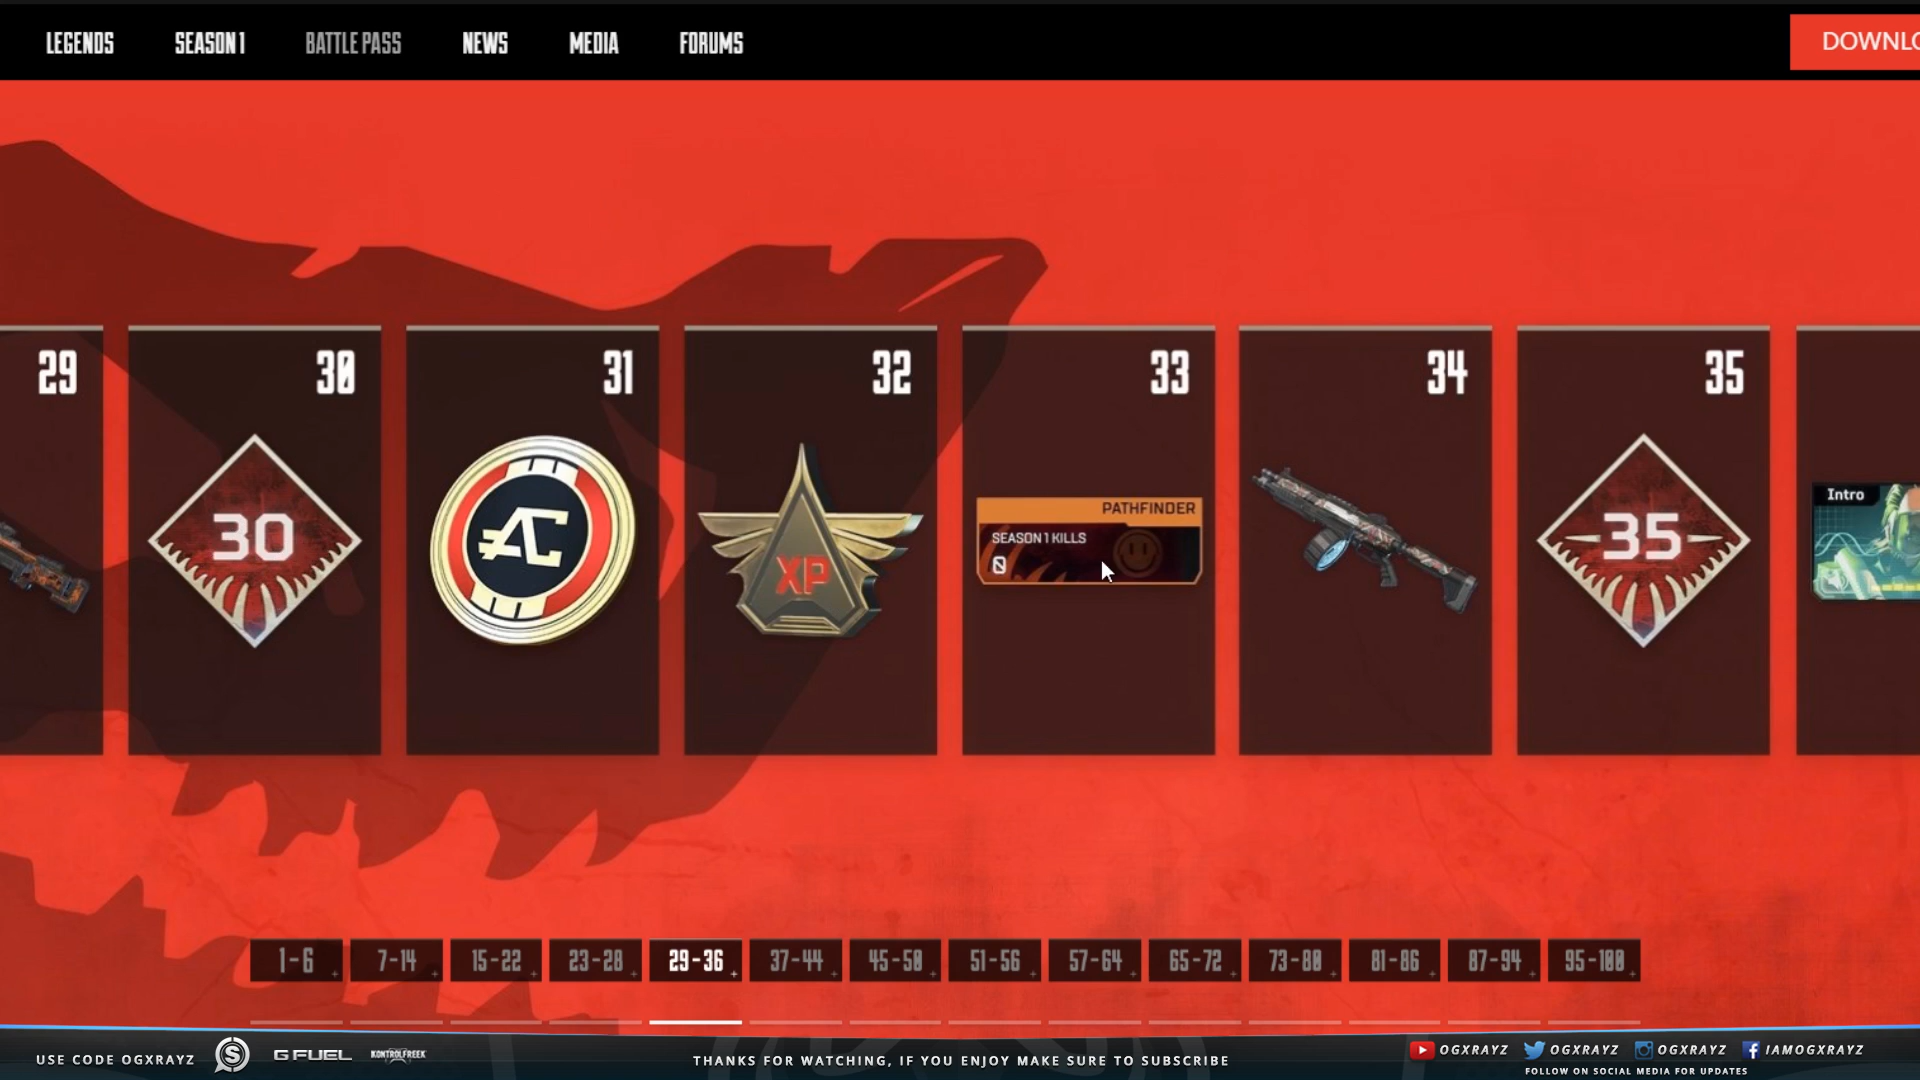 LEGENDS SEASON 1 BATTLE PASS NEWS MEDIA FORUMS DOWNLO
29 30 31 32 33 34 35
30
XP
PATHFINDER
SEASON 1 KILLS
0
35
Intro
1-6 7-14 15-22 23-28 29-36 37-44 45-50 51-56 57-64 65-72 73-80 81-86 87-94 95-100
USE CODE OGXRAYZ
G FUEL
KONTROLFREEK
THANKS FOR WATCHING, IF YOU ENJOY MAKE SURE TO SUBSCRIBE
OGXRAYZ OGXRAYZ OGXRAYZ IAMOGXRAYZ
FOLLOW ON SOCIAL MEDIA FOR UPDATES